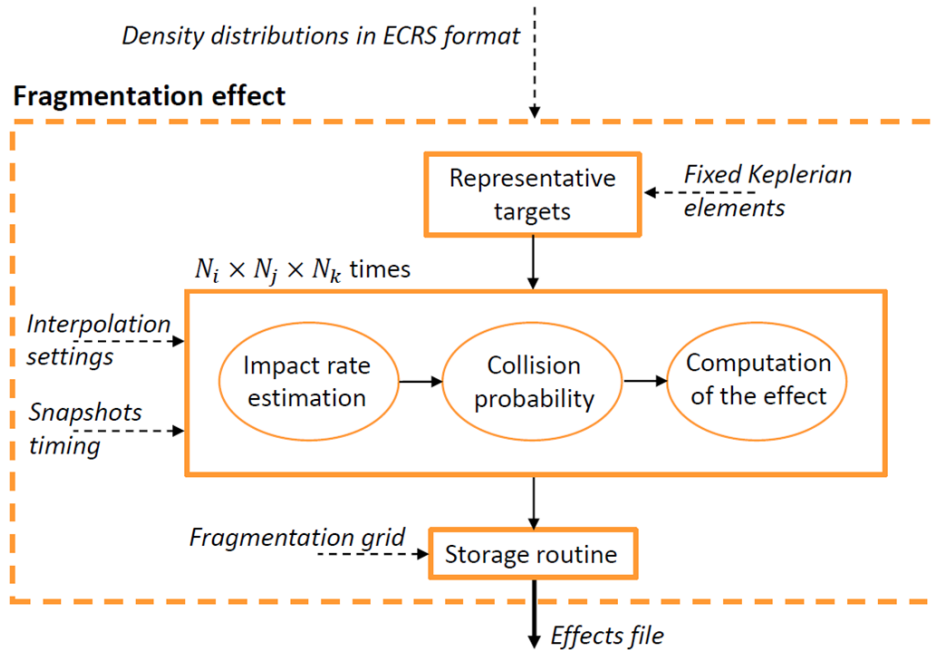 Density distributions in ECRS format
Fragmentation effect
Representative
targets
Fixed Keplerian
elements
N_i × N_j × N_k times
Interpolation
settings
Snapshots
timing
Impact rate
estimation
Collision
probability
Computation
of the effect
Fragmentation grid
Storage routine
Effects file